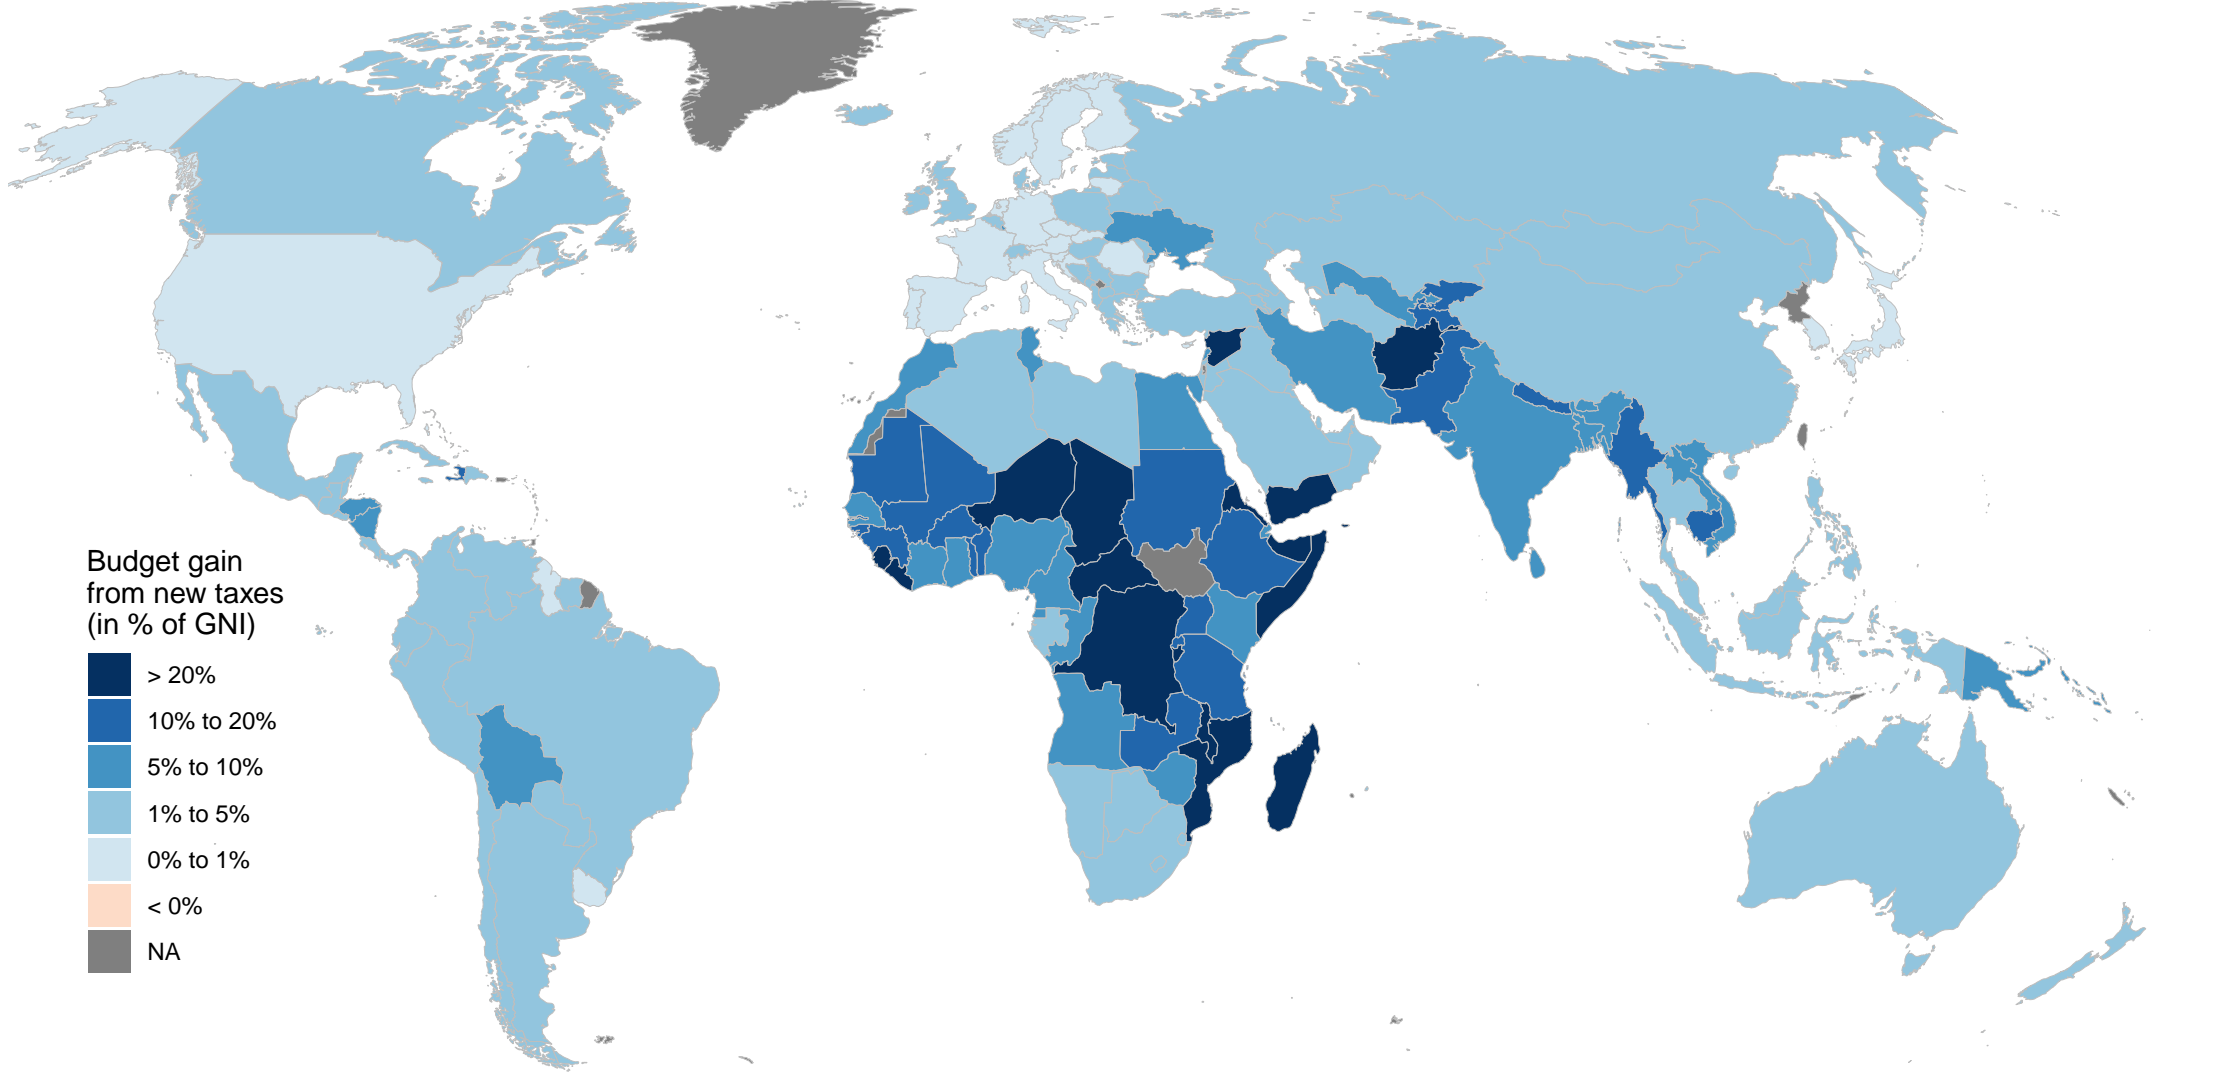 Budget gain
from new taxes
(in % of GNI)
> 20%
10% to 20%
5% to 10%
1% to 5%
0% to 1%
< 0%
NA